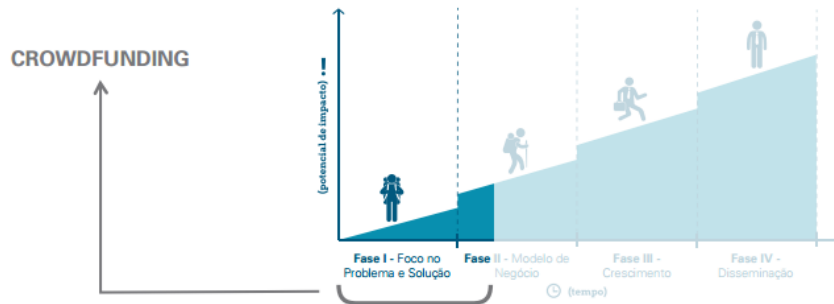 CROWDFUNDING
(potencial de impacto)
Fase I - Foco no
Problema e Solução
Fase II - Modelo de
Negócio
Fase III -
Crescimento
Fase IV -
Disseminação
(tempo)